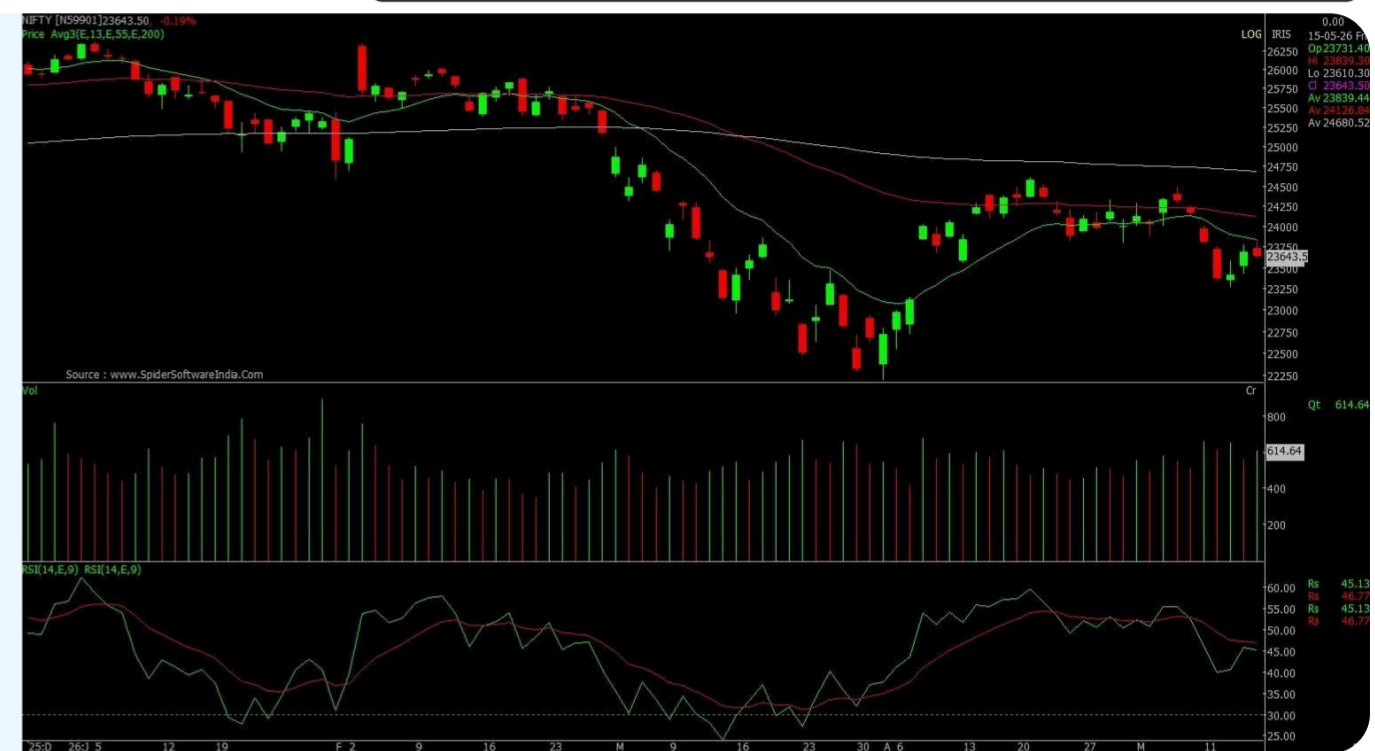 NIFTY [N59901]23643.50, -0.19%
Price Avg3(E,13,E,55,E,200)
LOG IRIS
0.00
15-05-26 Fri
Op 23731.40
Hi 23839.30
Lo 23610.30
Cl 23643.50
Av 23839.44
Av 24126.84
Av 24680.52
26250
26000
25750
25500
25250
25000
24750
24500
24250
24000
23750
23643.5
23500
23250
23000
22750
22500
22250
Source : www.SpiderSoftwareIndia.Com
Vol
Cr
Qt 614.64
800
614.64
400
200
RSI(14,E,9) RSI(14,E,9)
60.00
55.00
50.00
45.00
40.00
35.00
30.00
25.00
Rs 45.13
Rs 46.77
Rs 45.13
Rs 46.77
25:D 26:J 5 12 19 F 2 9 16 23 M 9 16 23 30 A 6 13 20 27 M 11